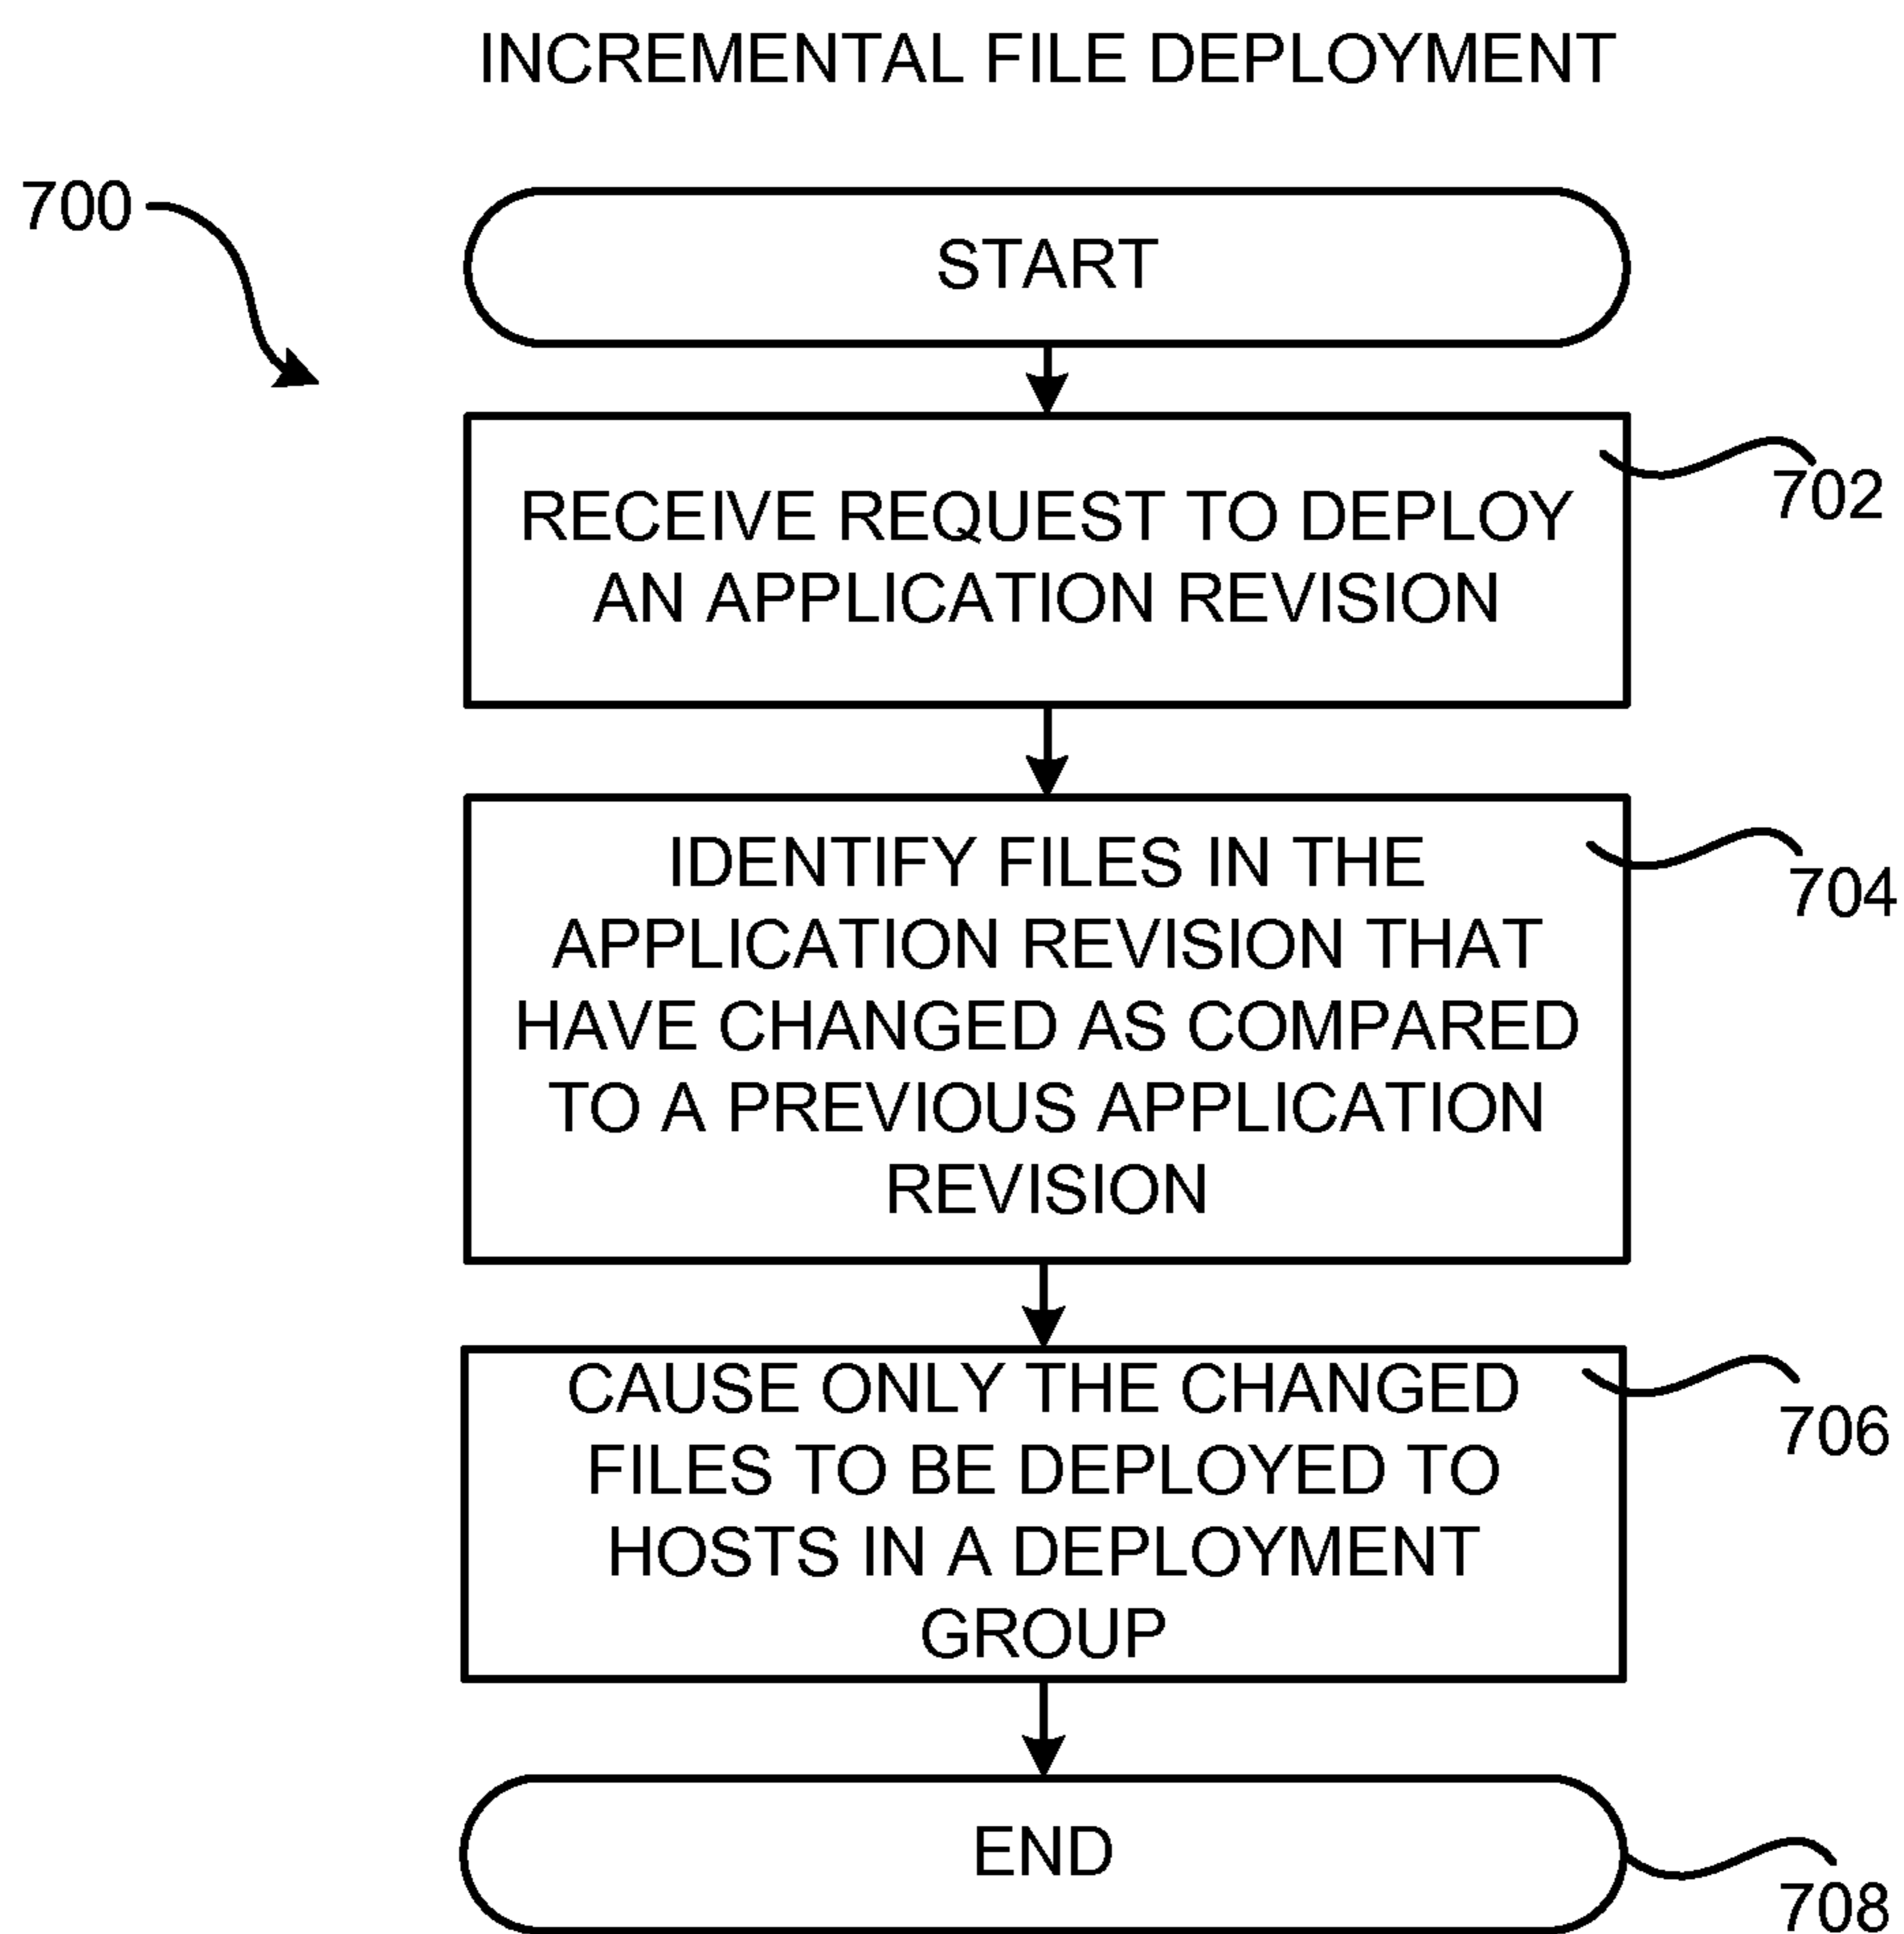 INCREMENTAL FILE DEPLOYMENT
700
START
RECEIVE REQUEST TO DEPLOY
AN APPLICATION REVISION
702
IDENTIFY FILES IN THE
APPLICATION REVISION THAT
HAVE CHANGED AS COMPARED
TO A PREVIOUS APPLICATION
REVISION
704
CAUSE ONLY THE CHANGED
FILES TO BE DEPLOYED TO
HOSTS IN A DEPLOYMENT
GROUP
706
END
708